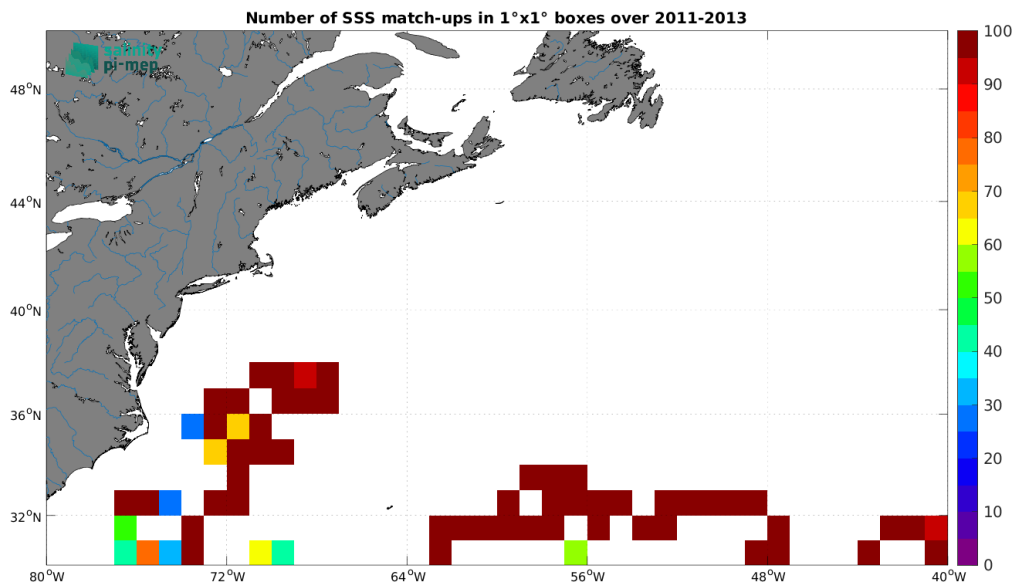 Number of SSS match-ups in 1°x1° boxes over 2011-2013
salinity
pi-mep
48°N
44°N
40°N
36°N
32°N
80°W 72°W 64°W 56°W 48°W 40°W
100
90
80
70
60
50
40
30
20
10
0